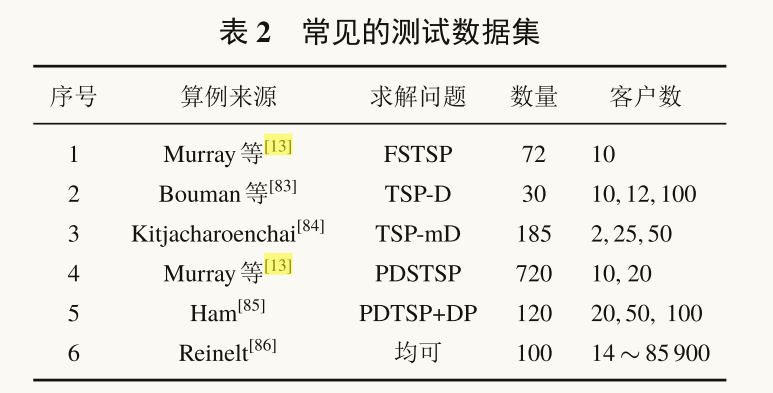 表 2 常见的测试数据集
序号 算例来源 求解问题 数量 客户数
1 Murray 等[13] FSTSP 72 10
2 Bouman 等[83] TSP-D 30 10, 12, 100
3 Kitjacharoenchai[84] TSP-mD 185 2, 25, 50
4 Murray 等[13] PDSTSP 720 10, 20
5 Ham[85] PDTSP+DP 120 20, 50, 100
6 Reinelt[86] 均可 100 14 ~ 85 900